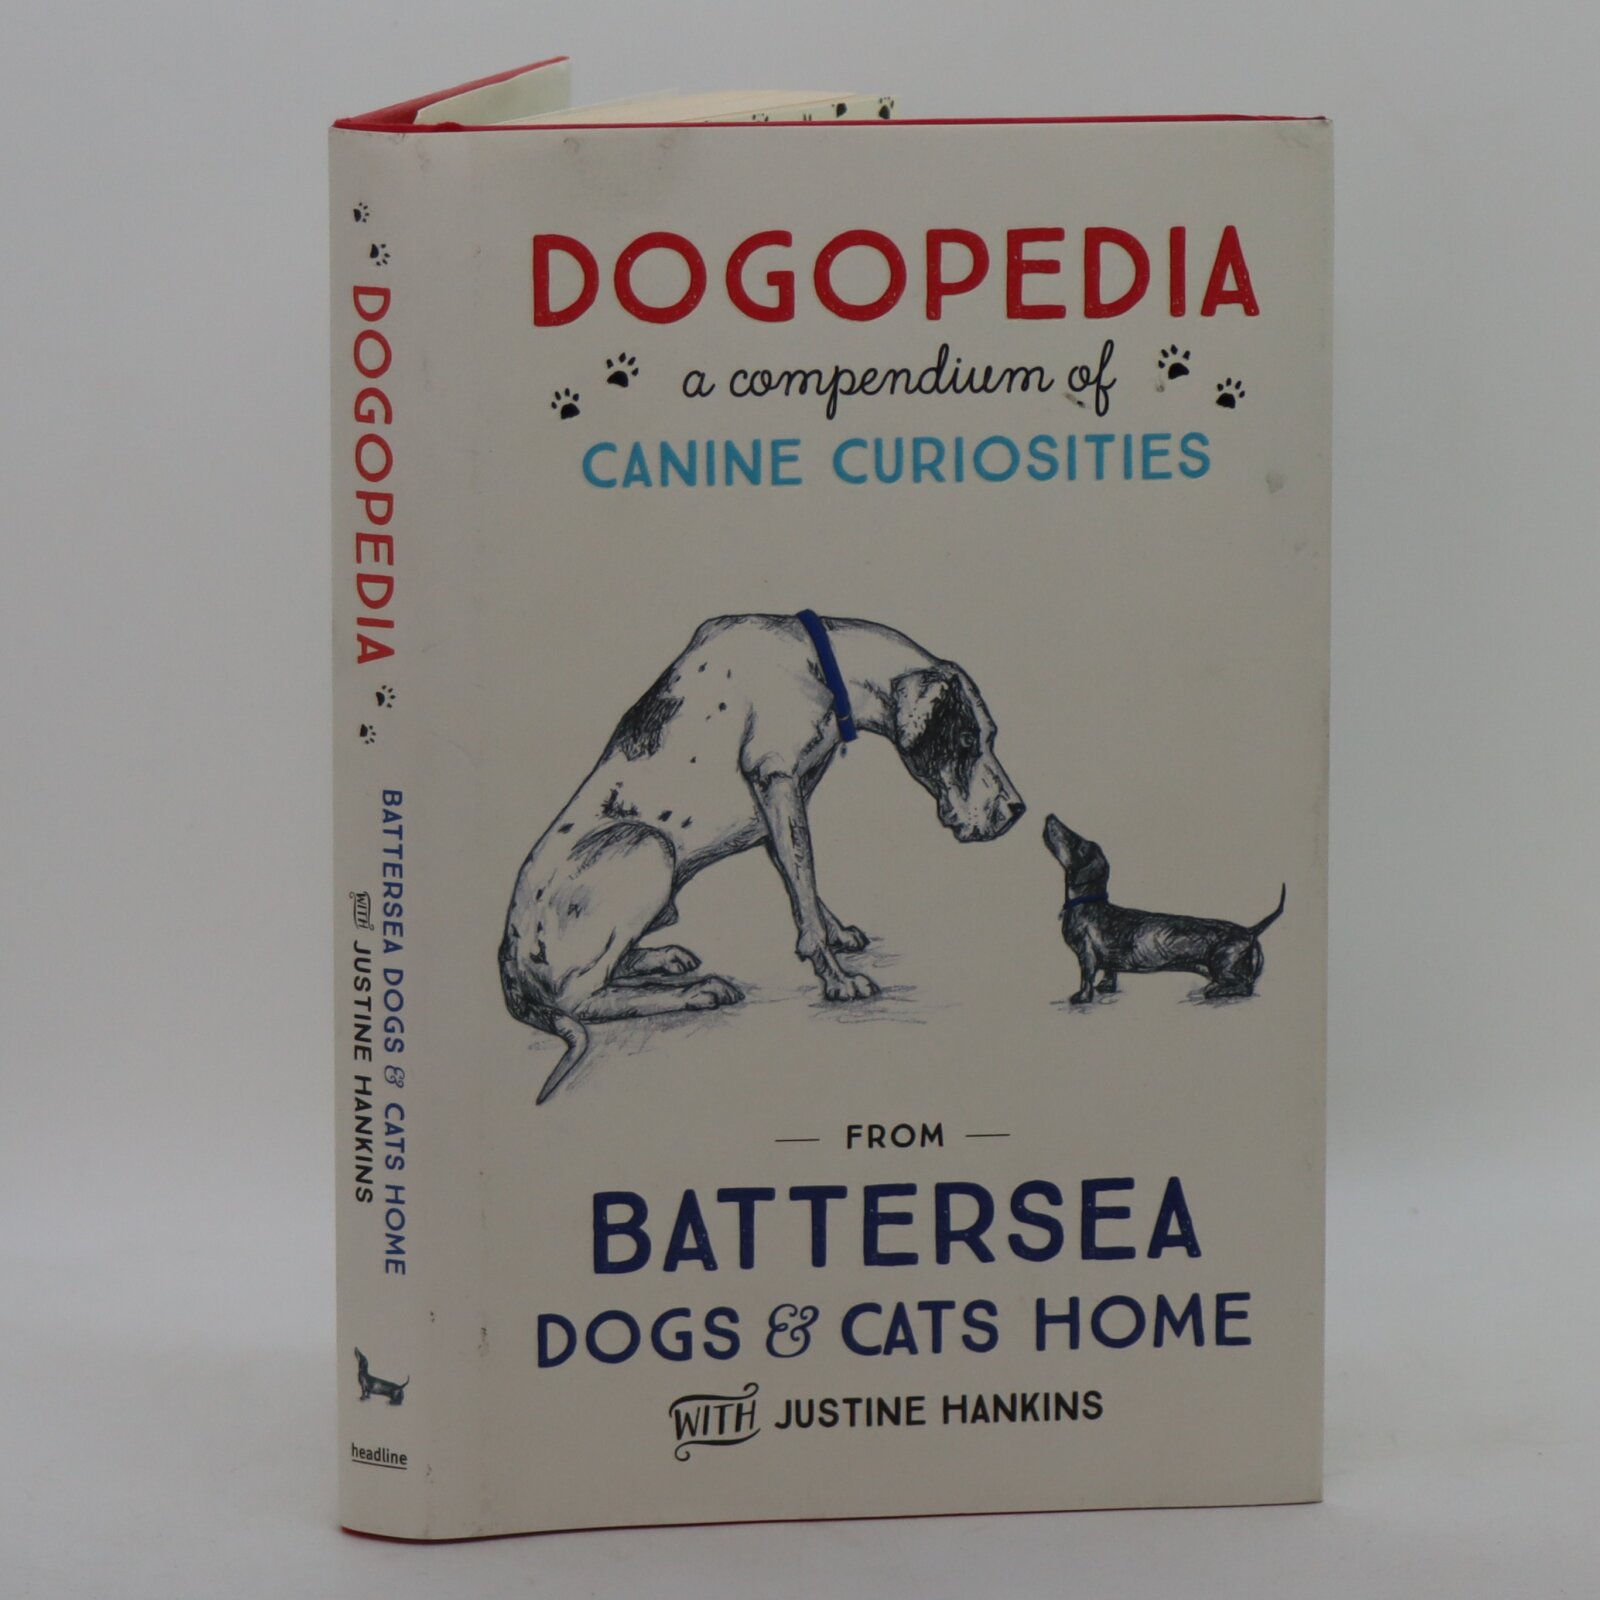 DOGOPEDIA
a compendium of
CANINE CURIOSITIES
FROM
BATTERSEA
DOGS & CATS HOME
WITH JUSTINE HANKINS
DOGOPEDIA
BATTERSEA DOGS & CATS HOME
WITH JUSTINE HANKINS
headline